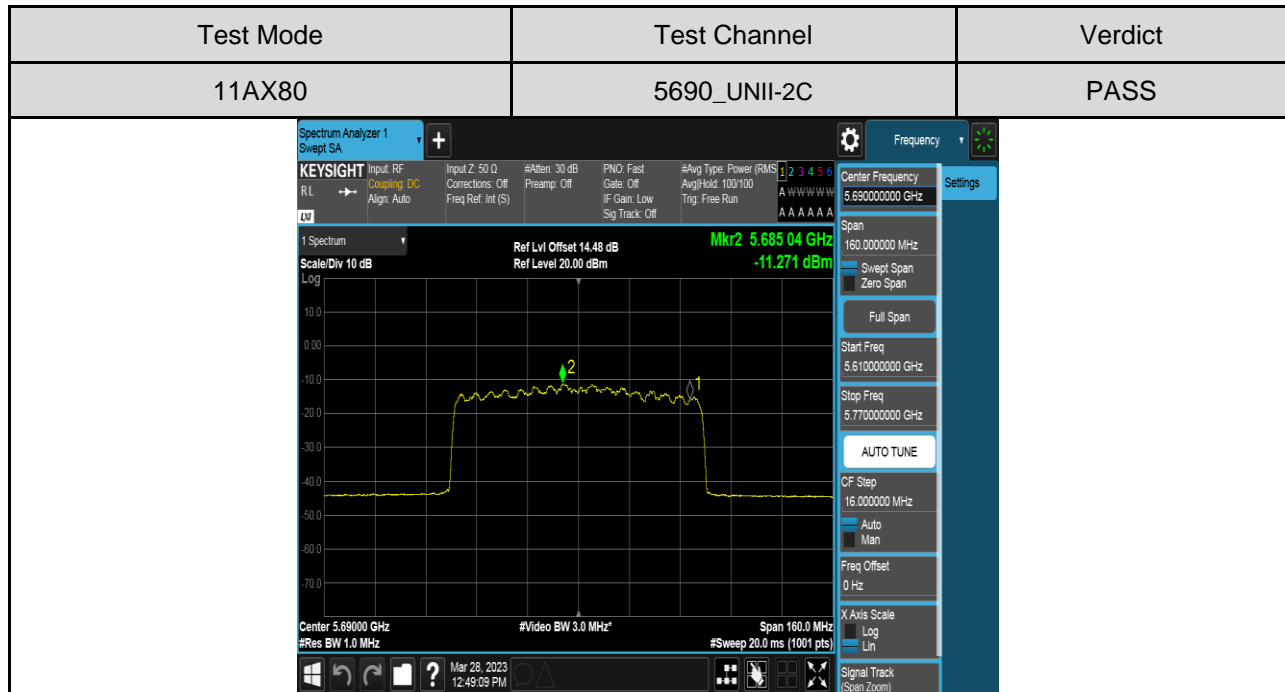 Test Mode Test Channel Verdict
11AX80 5690_UNII-2C PASS
Spectrum Analyzer 1
Swept SA
+
Frequency
KEYSIGHT Input: RF Input Z: 50 Ω #Atten: 30 dB PNO: Fast #Avg Type: Power (RMS 1 2 3 4 5 6
RL Coupling: DC Corrections: Off Preamp: Off Gate: Off Avg|Hold: 100/100 A W W W W W
Align: Auto Freq Ref: Int (S) IF Gain: Low Trig: Free Run
LXI Sig Track: Off A A A A A A
1 Spectrum Ref Lvl Offset 14.48 dB Mkr2 5.685 04 GHz
Scale/Div 10 dB Ref Level 20.00 dBm -11.271 dBm
Log
10.0
0.00
-10.0
-20.0
-30.0
-40.0
-50.0
-60.0
-70.0
2
1
Center 5.69000 GHz #Video BW 3.0 MHz* Span 160.0 MHz
#Res BW 1.0 MHz #Sweep 20.0 ms (1001 pts)
? Mar 28, 2023
12:49:09 PM
Center Frequency
5.690000000 GHz
Settings
Span
160.000000 MHz
Swept Span
Zero Span
Full Span
Start Freq
5.610000000 GHz
Stop Freq
5.770000000 GHz
AUTO TUNE
CF Step
16.000000 MHz
Auto
Man
Freq Offset
0 Hz
X Axis Scale
Log
Lin
Signal Track
(Span Zoom)